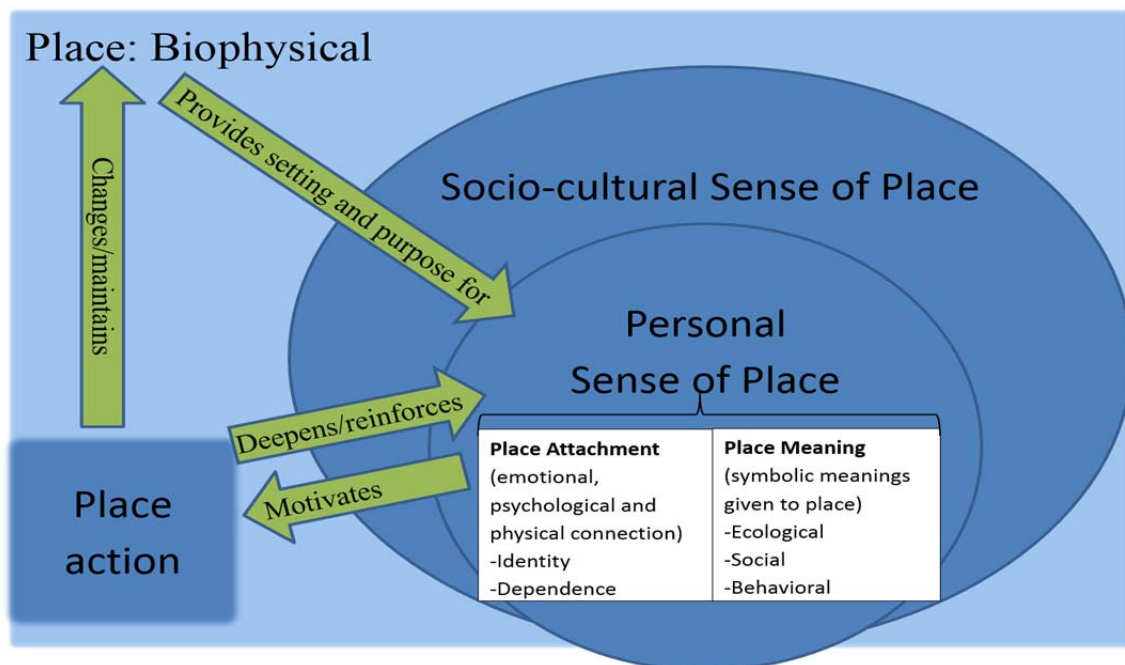 Place: Biophysical
Provides setting and purpose for
Changes/maintains
Socio-cultural Sense of Place
Personal
Sense of Place
Deepens/reinforces
Motivates
Place
action
Place Attachment
(emotional,
psychological and
physical connection)
-Identity
-Dependence
Place Meaning
(symbolic meanings
given to place)
-Ecological
-Social
-Behavioral